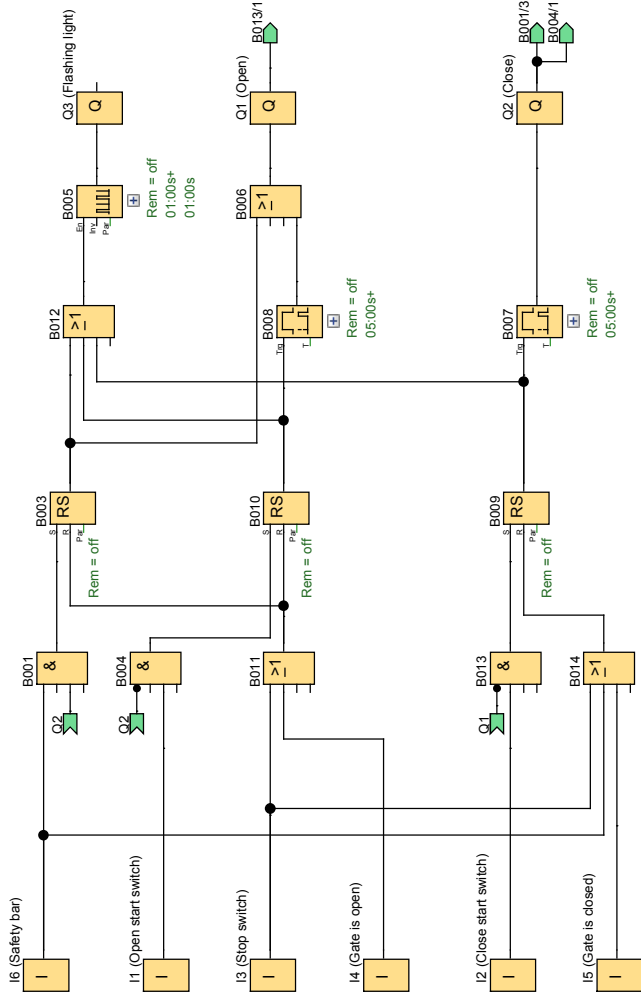 I6 (Safety bar)
I
Q2
B001
&
B003
S
R
Par
RS
Rem = off
B012
>1
B005
En
Inv
Par
Rem = off
01:00s+
01:00s
Q3 (Flashing light)
Q
I1 (Open start switch)
I
Q2
B004
&
I3 (Stop switch)
I
B011
>1
B010
S
R
Par
RS
Rem = off
B008
Trg
T
Rem = off
05:00s+
B006
>1
Q1 (Open)
Q
B013/1
I4 (Gate is open)
I
I2 (Close start switch)
I
Q1
B013
&
B009
S
R
Par
RS
Rem = off
B007
Trg
T
Rem = off
05:00s+
Q2 (Close)
Q
B001/3
B004/1
I5 (Gate is closed)
I
B014
>1